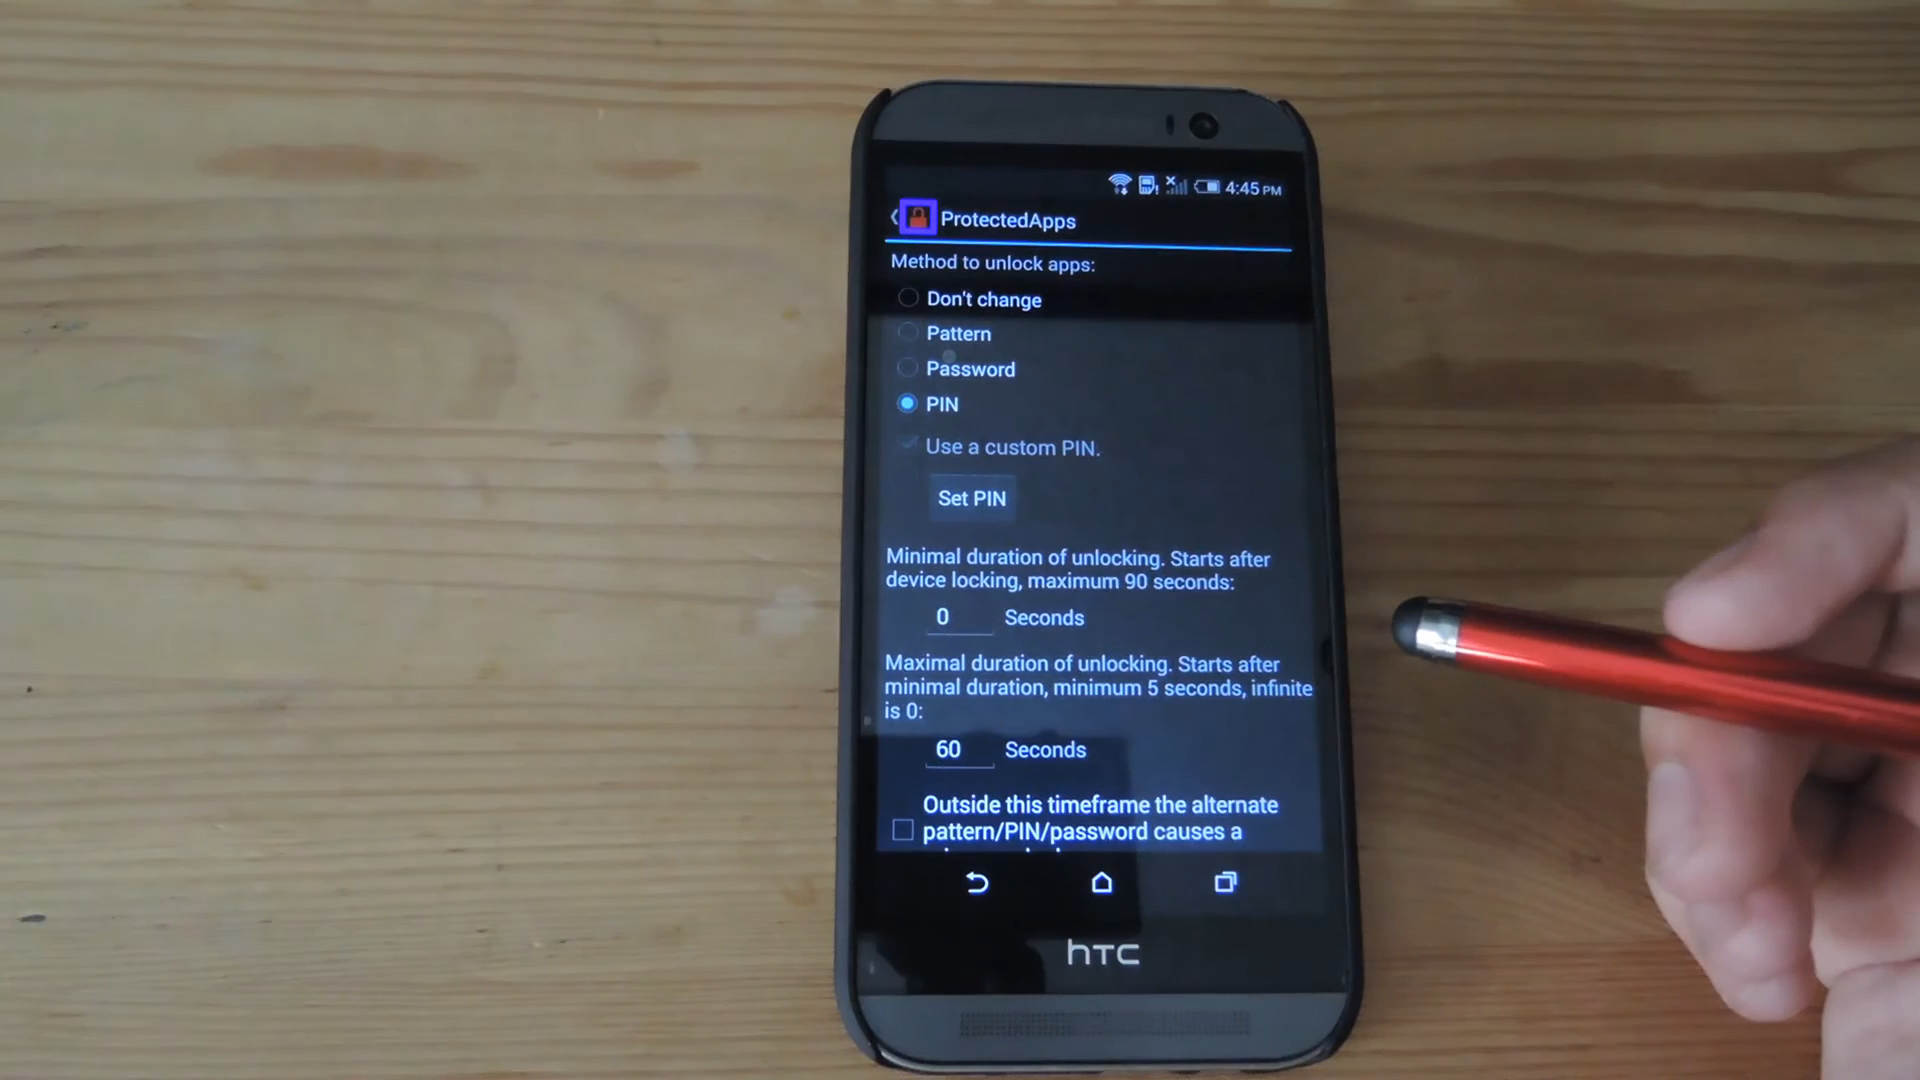 4:45 PM
ProtectedApps
Method to unlock apps:
Don't change
Pattern
Password
PIN
Use a custom PIN.
Set PIN
Minimal duration of unlocking. Starts after
device locking, maximum 90 seconds:
0 Seconds
Maximal duration of unlocking. Starts after
minimal duration, minimum 5 seconds, infinite
is 0:
60 Seconds
Outside this timeframe the alternate
pattern/PIN/password causes a
hTC